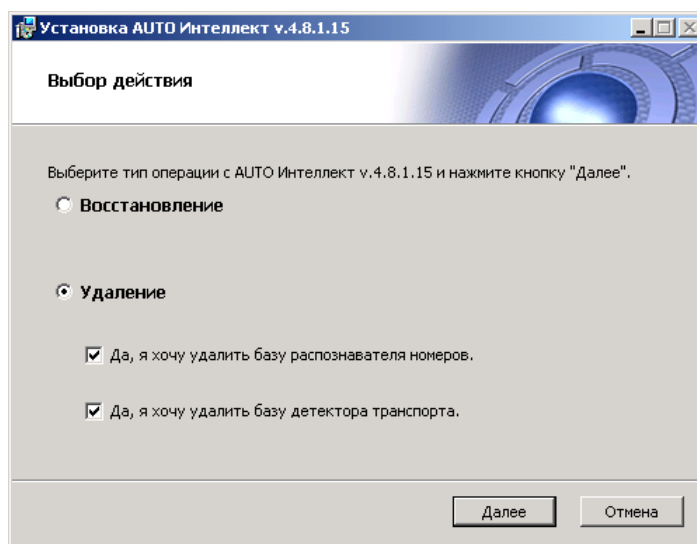 Установка AUTO Интеллект v.4.8.1.15
Выбор действия
Выберите тип операции с AUTO Интеллект v.4.8.1.15 и нажмите кнопку "Далее".
Восстановление
Удаление
Да, я хочу удалить базу распознавателя номеров.
Да, я хочу удалить базу детектора транспорта.
Далее
Отмена